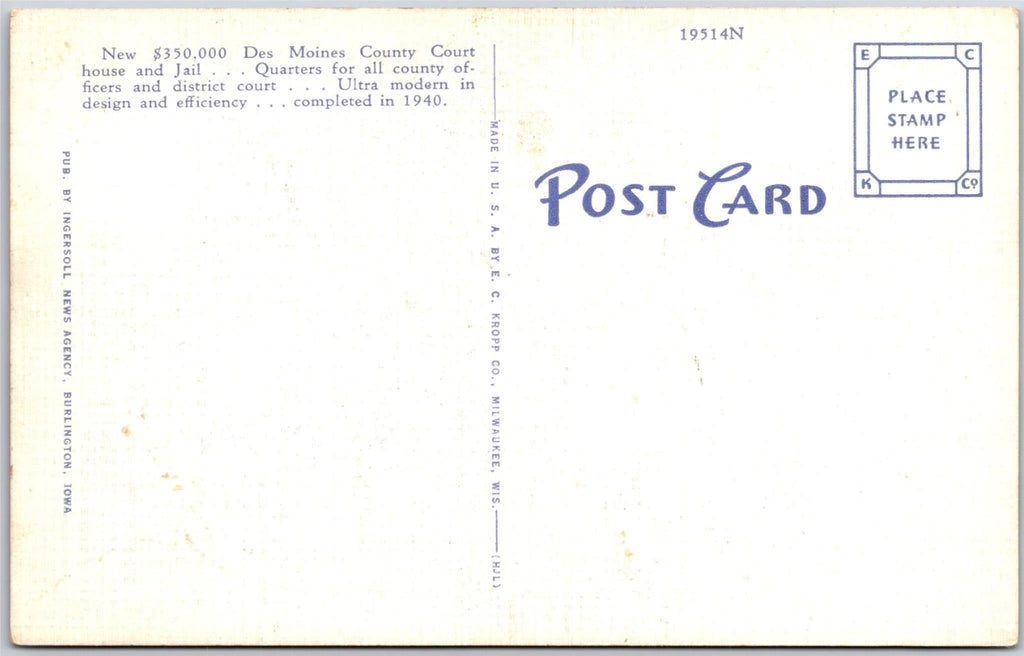 New $350,000 Des Moines County Court
house and Jail . . . Quarters for all county of-
ficers and district court . . . Ultra modern in
design and efficiency . . . completed in 1940.
PUB. BY INGERSOLL NEWS AGENCY, BURLINGTON, IOWA
MADE IN U. S. A. BY E. C. KROPP CO., MILWAUKEE, WIS.
(HJL)
19514N
POST CARD
E C
PLACE
STAMP
HERE
K Co